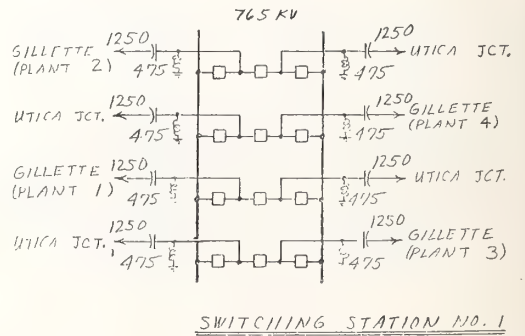 765 KV
1250
GILLETTE
(PLANT 2)
475
1250
UTICA JCT.
475
1250
UTICA JCT.
475
1250
GILLETTE
(PLANT 4)
475
1250
GILLETTE
(PLANT 1)
475
1250
UTICA JCT.
475
1250
UTICA JCT.
475
1250
GILLETTE
(PLANT 3)
475
SWITCHING STATION NO. 1